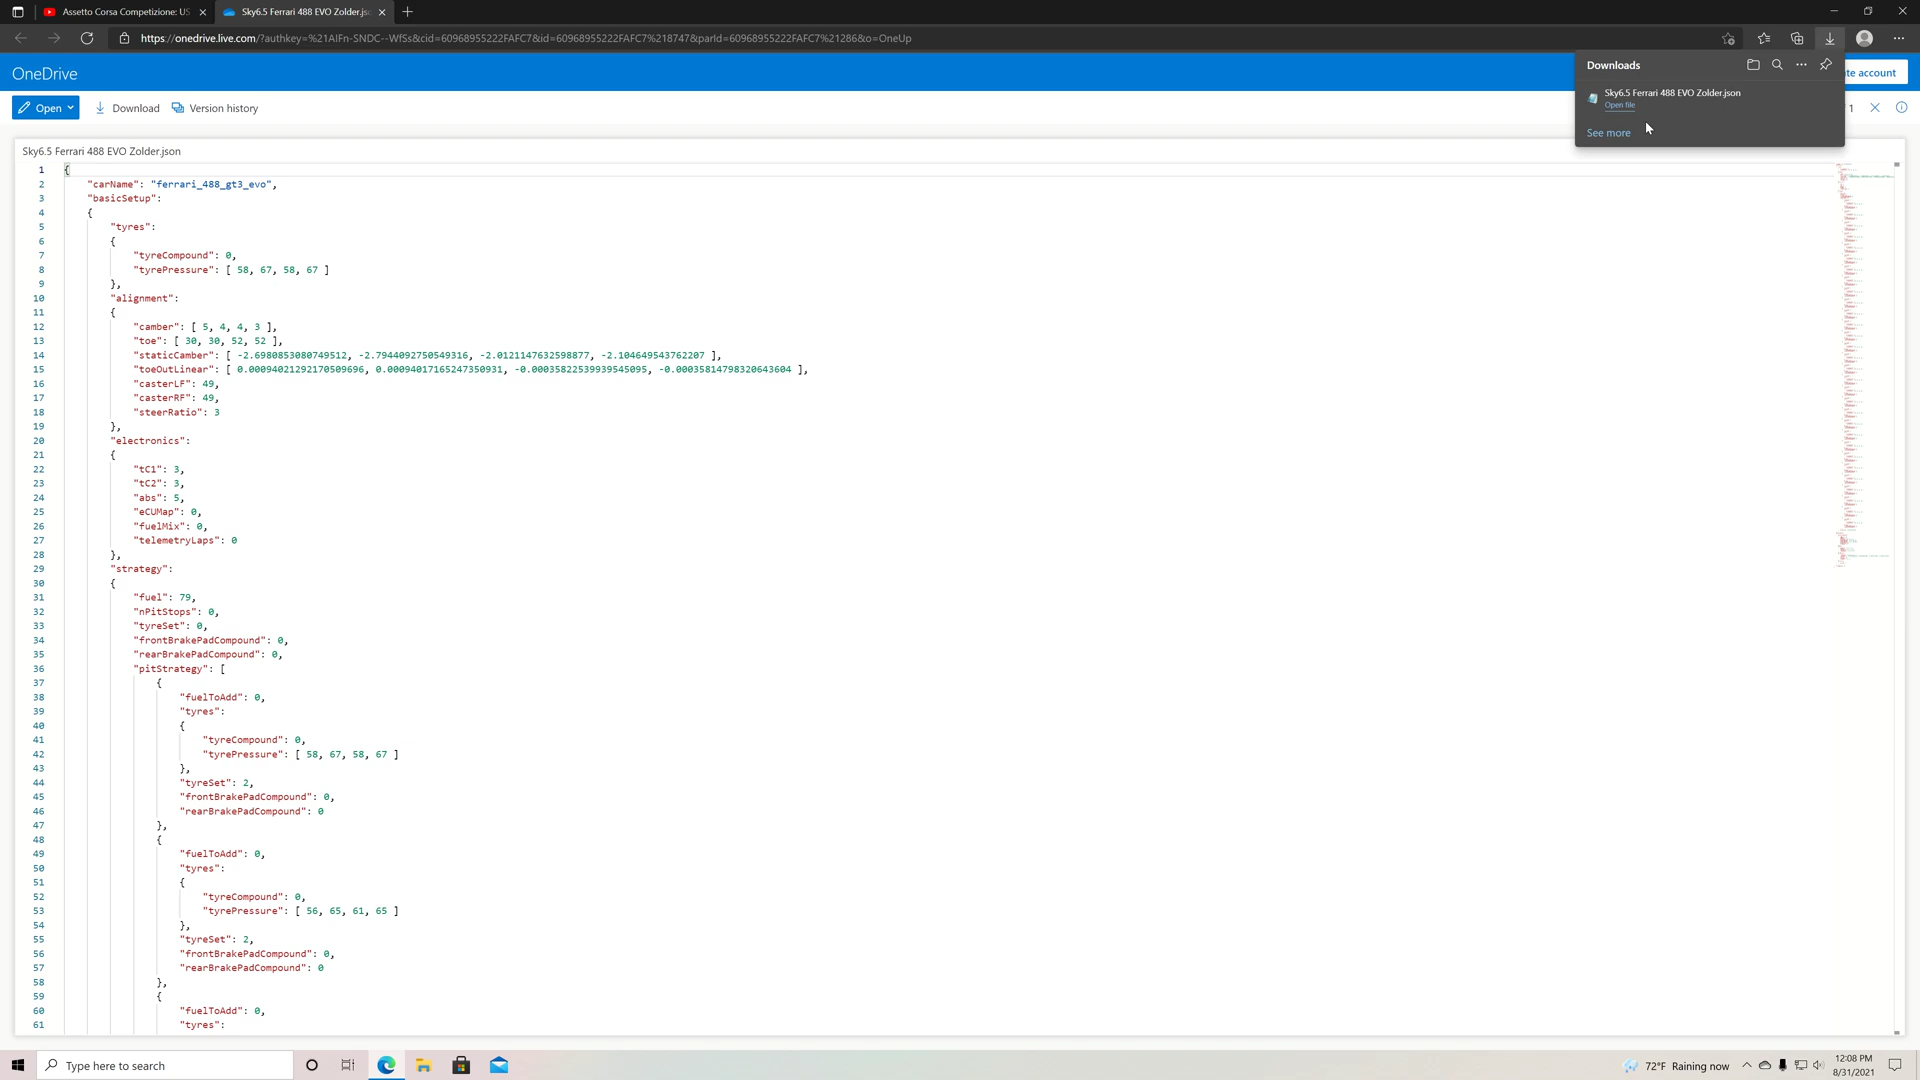 Assetto Corsa Competizione: US
Sky6.5 Ferrari 488 EVO Zolder.jso
https://onedrive.live.com/?authkey=%21AIFn-SNDC--WfSs&cid=60968955222FAFC7&id=60968955222FAFC7%218747&parId=60968955222FAFC7%21286&o=OneUp
OneDrive
Downloads
te account
Sky6.5 Ferrari 488 EVO Zolder.json
Open file
See more
Open
Download
Version history
1
Sky6.5 Ferrari 488 EVO Zolder.json
1 {
2 "carName": "ferrari_488_gt3_evo",
3 "basicSetup":
4 {
5 "tyres":
6 {
7 "tyreCompound": 0,
8 "tyrePressure": [ 58, 67, 58, 67 ]
9 },
10 "alignment":
11 {
12 "camber": [ 5, 4, 4, 3 ],
13 "toe": [ 30, 30, 52, 52 ],
14 "staticCamber": [ -2.6980853080749512, -2.7944092750549316, -2.0121147632598877, -2.104649543762207 ],
15 "toeOutLinear": [ 0.00094021292170509696, 0.00094017165247350931, -0.00035822539939545095, -0.00035814798320643604 ],
16 "casterLF": 49,
17 "casterRF": 49,
18 "steerRatio": 3
19 },
20 "electronics":
21 {
22 "tC1": 3,
23 "tC2": 3,
24 "abs": 5,
25 "eCUMap": 0,
26 "fuelMix": 0,
27 "telemetryLaps": 0
28 },
29 "strategy":
30 {
31 "fuel": 79,
32 "nPitStops": 0,
33 "tyreSet": 0,
34 "frontBrakePadCompound": 0,
35 "rearBrakePadCompound": 0,
36 "pitStrategy": [
37 {
38 "fuelToAdd": 0,
39 "tyres":
40 {
41 "tyreCompound": 0,
42 "tyrePressure": [ 58, 67, 58, 67 ]
43 },
44 "tyreSet": 2,
45 "frontBrakePadCompound": 0,
46 "rearBrakePadCompound": 0
47 },
48 {
49 "fuelToAdd": 0,
50 "tyres":
51 {
52 "tyreCompound": 0,
53 "tyrePressure": [ 56, 65, 61, 65 ]
54 },
55 "tyreSet": 2,
56 "frontBrakePadCompound": 0,
57 "rearBrakePadCompound": 0
58 },
59 {
60 "fuelToAdd": 0,
61 "tyres":
Type here to search
72°F Raining now
12:08 PM
8/31/2021